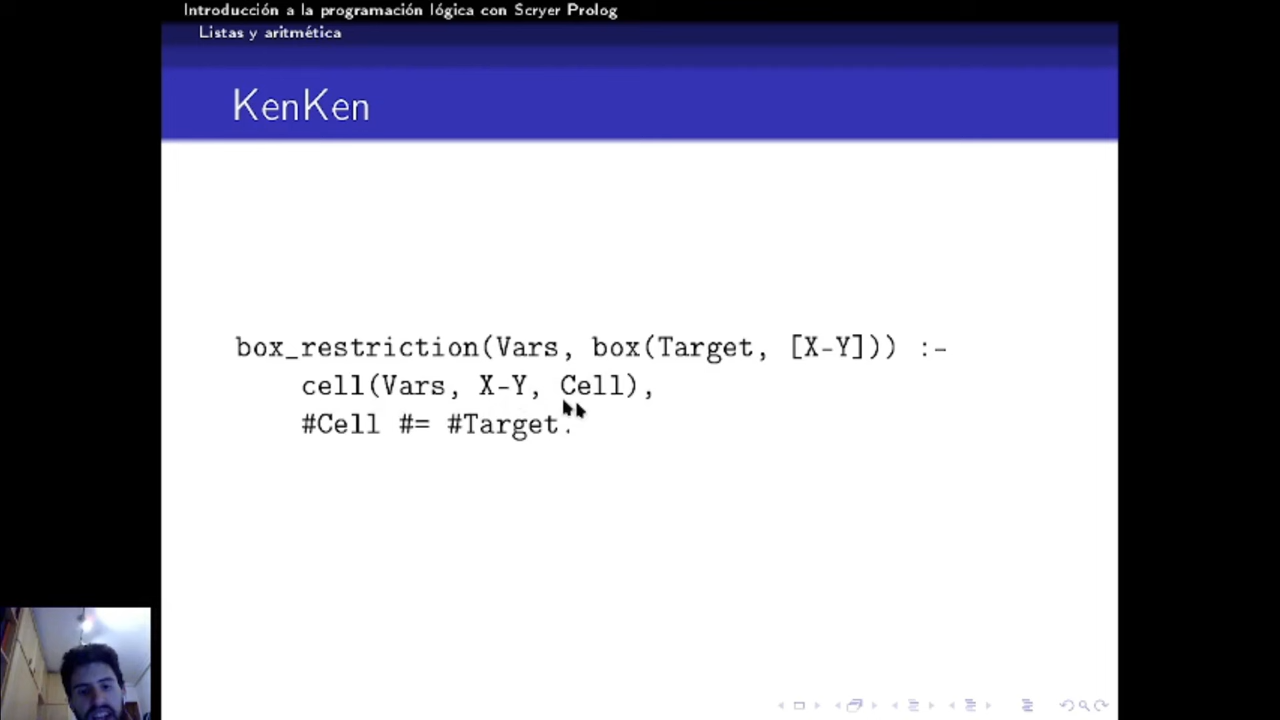 Introducción a la programación lógica con Scryer Prolog
Listas y aritmética
KenKen
box_restriction(Vars, box(Target, [X-Y])) :-
cell(Vars, X-Y, Cell),
#Cell #= #Target.